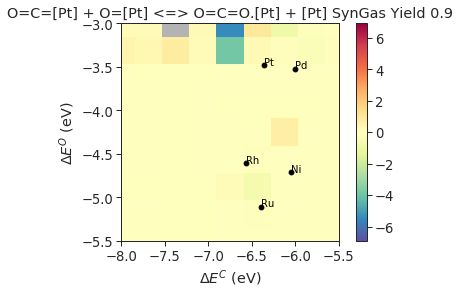 O=C=[Pt] + O=[Pt] <=> O=C=O.[Pt] + [Pt] SynGas Yield 0.9
−3.0
−3.5
−4.0
−4.5
−5.0
−5.5
ΔE^O (eV)
Pt
Pd
Rh
Ni
Ru
−8.0 −7.5 −7.0 −6.5 −6.0 −5.5
ΔE^C (eV)
6
4
2
0
−2
−4
−6